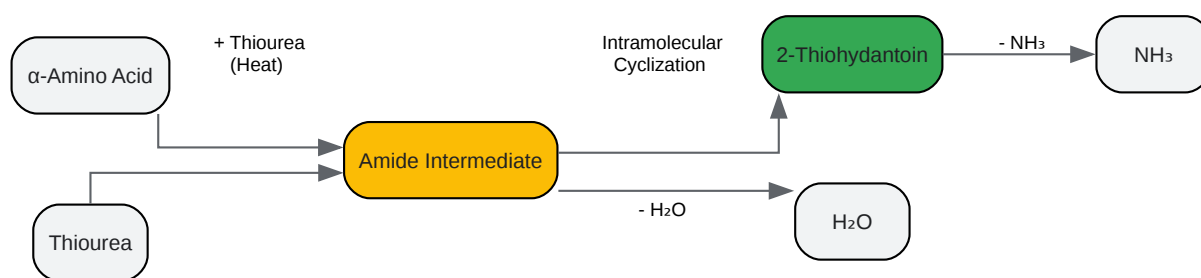 α-Amino Acid
+ Thiourea
(Heat)
Thiourea
Amide Intermediate
Intramolecular
Cyclization
2-Thiohydantoin
- NH₃
NH₃
- H₂O
H₂O